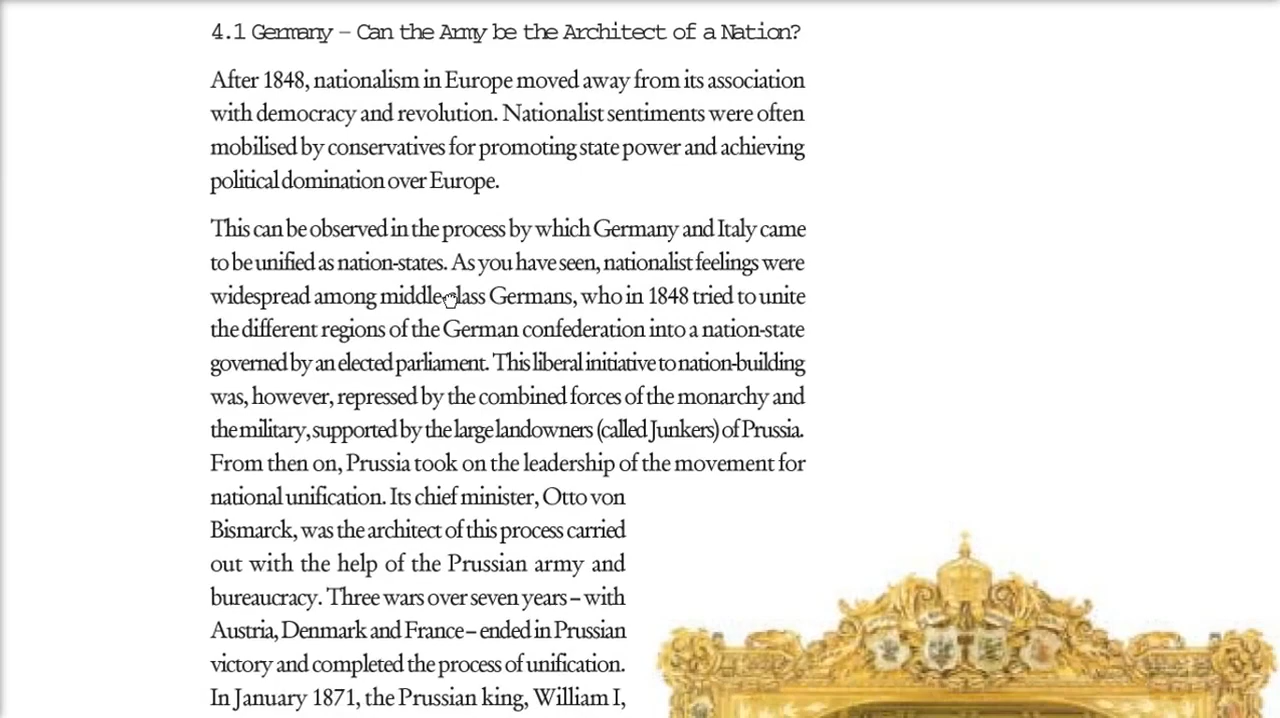 4.1 Germany – Can the Army be the Architect of a Nation?
After 1848, nationalism in Europe moved away from its association
with democracy and revolution. Nationalist sentiments were often
mobilised by conservatives for promoting state power and achieving
political domination over Europe.
This can be observed in the process by which Germany and Italy came
to be unified as nation-states. As you have seen, nationalist feelings were
widespread among middle-class Germans, who in 1848 tried to unite
the different regions of the German confederation into a nation-state
governed by an elected parliament. This liberal initiative to nation-building
was, however, repressed by the combined forces of the monarchy and
the military, supported by the large landowners (called Junkers) of Prussia.
From then on, Prussia took on the leadership of the movement for
national unification. Its chief minister, Otto von
Bismarck, was the architect of this process carried
out with the help of the Prussian army and
bureaucracy. Three wars over seven years – with
Austria, Denmark and France – ended in Prussian
victory and completed the process of unification.
In January 1871, the Prussian king, William I,